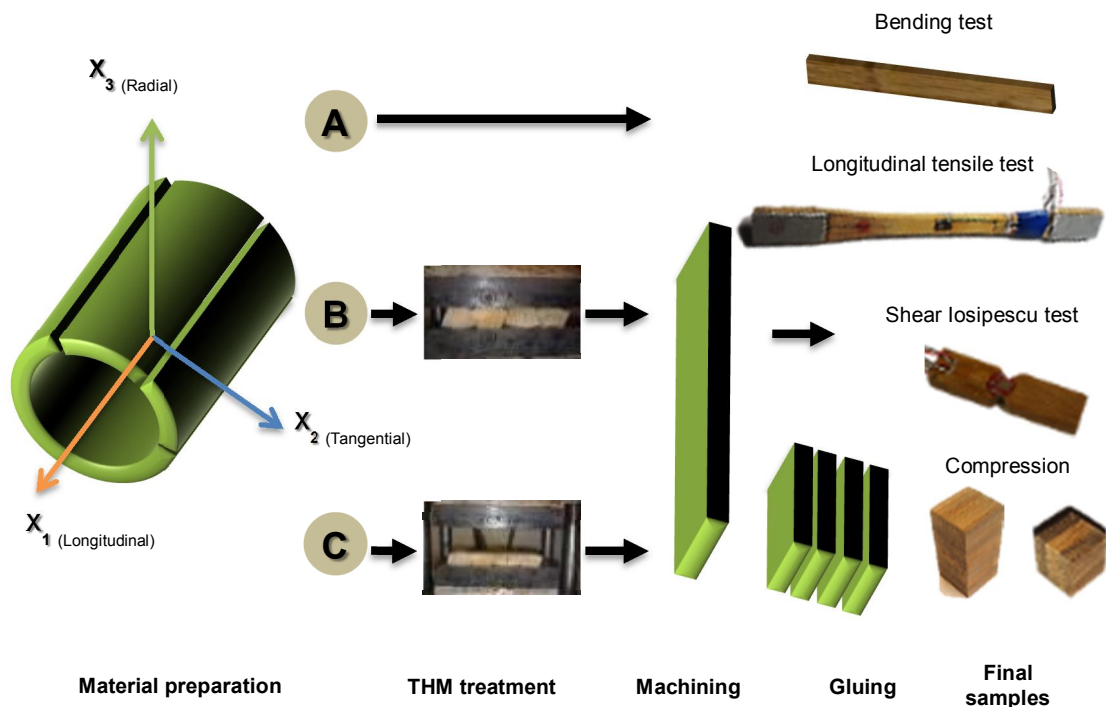 Bending test
X3 (Radial)
A
Longitudinal tensile test
B
Shear Iosipescu test
X2 (Tangential)
Compression
X1 (Longitudinal)
C
Material preparation
THM treatment
Machining
Gluing
Final
samples